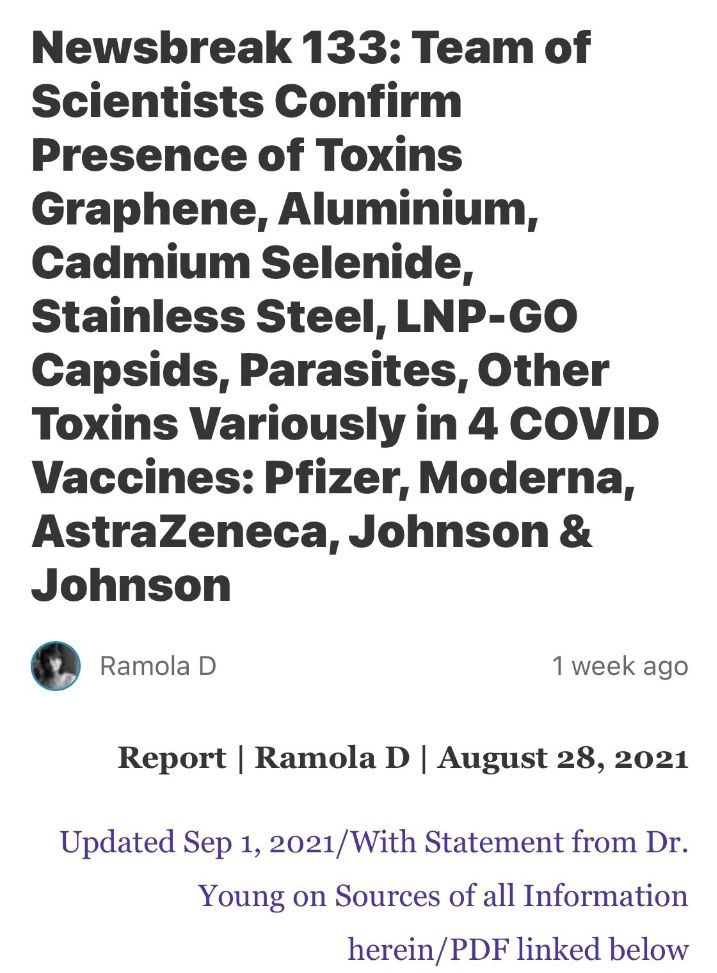 Newsbreak 133: Team of
Scientists Confirm
Presence of Toxins
Graphene, Aluminium,
Cadmium Selenide,
Stainless Steel, LNP-GO
Capsids, Parasites, Other
Toxins Variously in 4 COVID
Vaccines: Pfizer, Moderna,
AstraZeneca, Johnson &
Johnson
Ramola D 1 week ago
Report | Ramola D | August 28, 2021
Updated Sep 1, 2021/With Statement from Dr.
Young on Sources of all Information
herein/PDF linked below